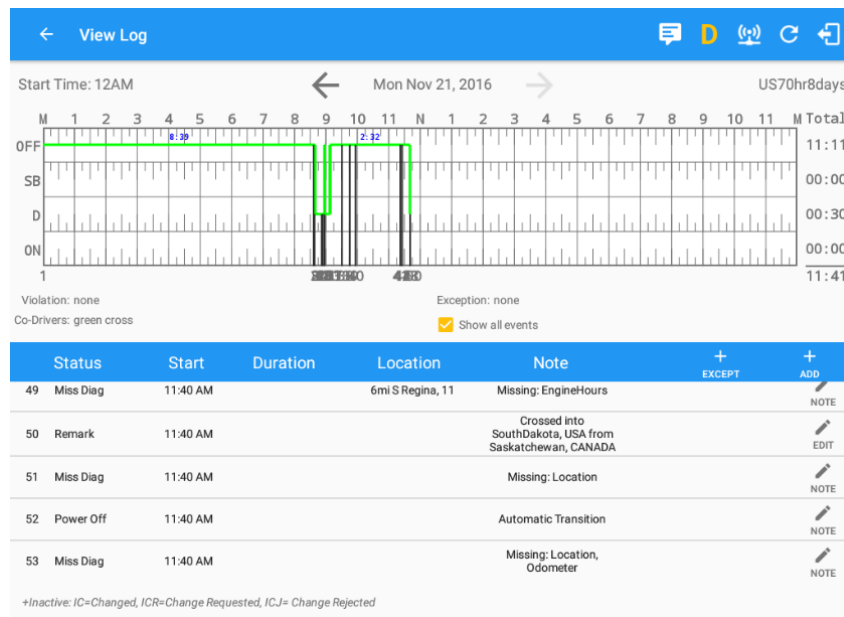 View Log
D
Start Time: 12AM
Mon Nov 21, 2016
US70hr8days
M 1 2 3 4 5 6 7 8 9 10 11 N 1 2 3 4 5 6 7 8 9 10 11 M Total
8:39
2:32
OFF 11:11
SB 00:00
D 00:30
ON 00:00
1
11:41
Violation: none
Exception: none
Co-Drivers: green cross
Show all events
Status Start Duration Location Note + EXCEPT + ADD
49 Miss Diag 11:40 AM 6mi S Regina, 11 Missing: EngineHours NOTE
50 Remark 11:40 AM Crossed into
SouthDakota, USA from
Saskatchewan, CANADA EDIT
51 Miss Diag 11:40 AM Missing: Location NOTE
52 Power Off 11:40 AM Automatic Transition NOTE
53 Miss Diag 11:40 AM Missing: Location,
Odometer NOTE
+Inactive: IC=Changed, ICR=Change Requested, ICJ= Change Rejected